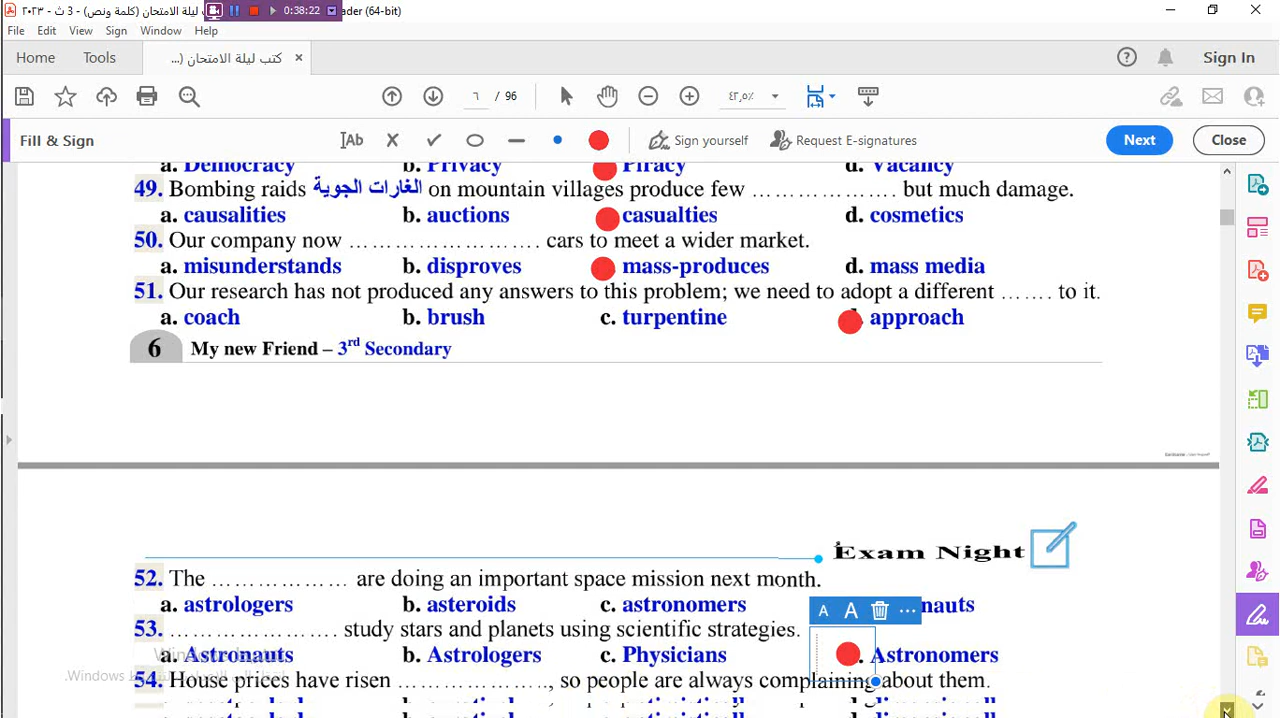 كتب ليلة الامتحان (كلمة ونص) - 3 ث - ٢٠٢٣
0:38:22
ader (64-bit)
File Edit View Sign Window Help
Home Tools كتب ليلة الامتحان (... × Sign In
٦ / 96 ٤٢٫٥٪
Fill & Sign Ab Sign yourself Request E-signatures Next Close
a. Democracy b. Privacy Piracy d. Vacancy
49. Bombing raids الغارات الجوية on mountain villages produce few ………………. but much damage.
a. causalities b. auctions casualties d. cosmetics
50. Our company now ……………………. cars to meet a wider market.
a. misunderstands b. disproves mass-produces d. mass media
51. Our research has not produced any answers to this problem; we need to adopt a different ……. to it.
a. coach b. brush c. turpentine approach
6 My new Friend – 3rd Secondary
Exam Night
52. The ……………… are doing an important space mission next month.
a. astrologers b. asteroids c. astronomers nauts
A A
53. …………………. study stars and planets using scientific strategies.
a. Astronauts b. Astrologers c. Physicians Astronomers
54. House prices have risen ………………., so people are always complaining about them.